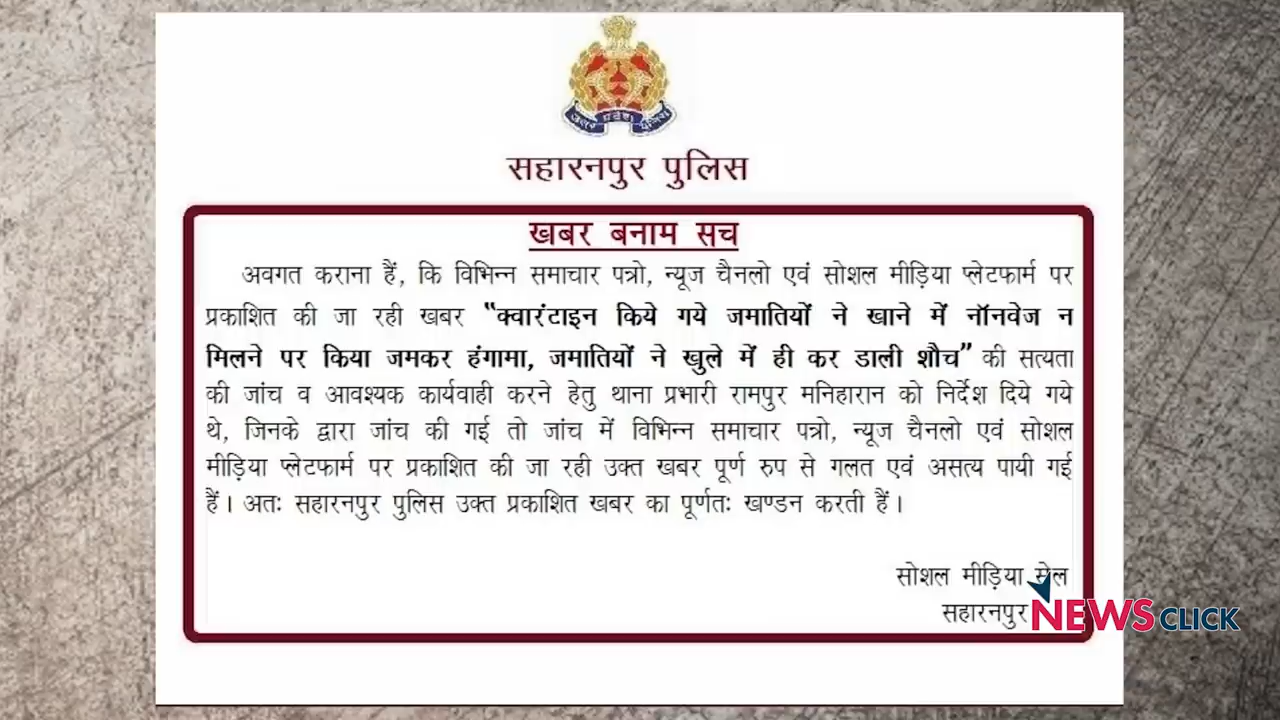 उत्तर प्रदेश पुलिस
सहारनपुर पुलिस
खबर बनाम सच
अवगत कराना हैं, कि विभिन्न समाचार पत्रो, न्यूज चैनलो एवं सोशल मीड़िया प्लेटफार्म पर
प्रकाशित की जा रही खबर "क्वारंटाइन किये गये जमातियों ने खाने में नॉनवेज न
मिलने पर किया जमकर हंगामा, जमातियों ने खुले में ही कर डाली शौच" की सत्यता
की जांच व आवश्यक कार्यवाही करने हेतु थाना प्रभारी रामपुर मनिहारान को निर्देश दिये गये
थे, जिनके द्वारा जांच की गई तो जांच में विभिन्न समाचार पत्रो, न्यूज चैनलो एवं सोशल
मीड़िया प्लेटफार्म पर प्रकाशित की जा रही उक्त खबर पूर्ण रुप से गलत एवं असत्य पायी गई
हैं। अतः सहारनपुर पुलिस उक्त प्रकाशित खबर का पूर्णतः खण्डन करती हैं।
सोशल मीड़िया सेल
सहारनपुर
NEWSCLICK